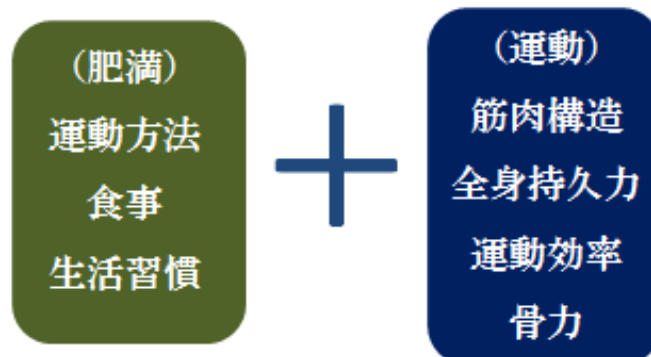 (肥満)
運動方法
食事
生活習慣
(運動)
筋肉構造
全身持久力
運動効率
骨力